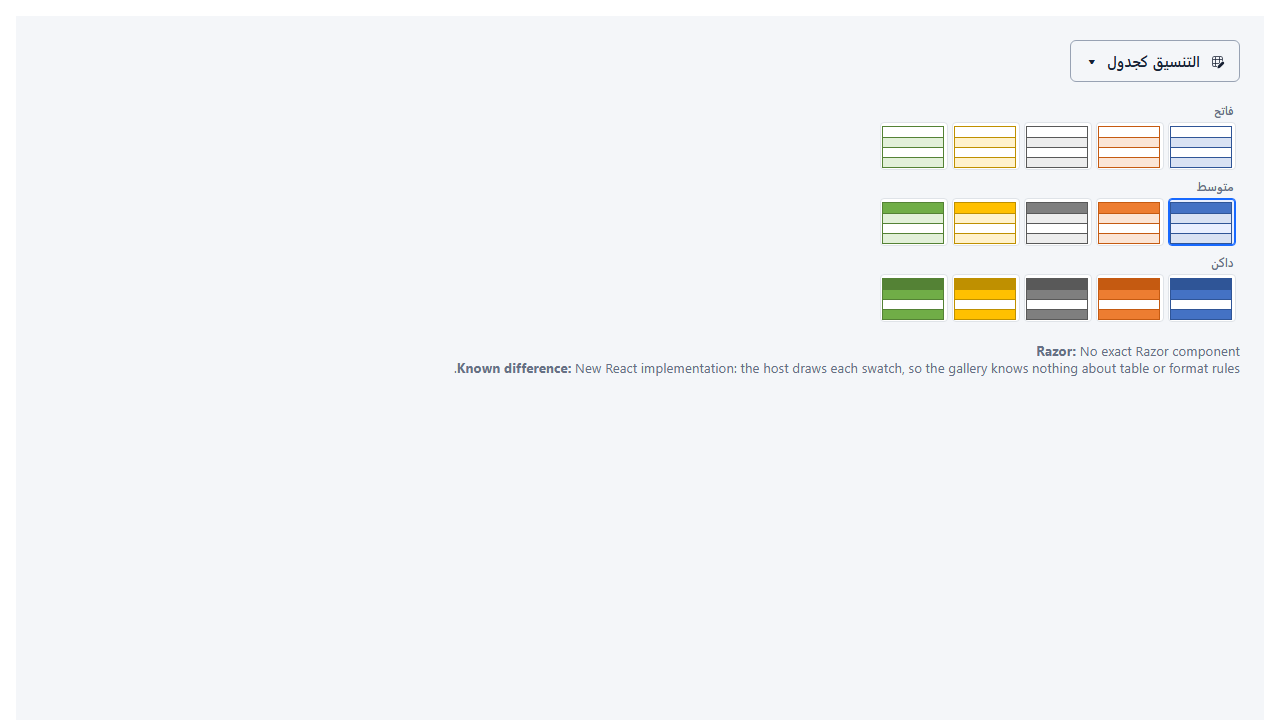 التنسيق كجدول
فاتح
متوسط
داكن
Razor: No exact Razor component
Known difference: New React implementation: the host draws each swatch, so the gallery knows nothing about table or format rules.